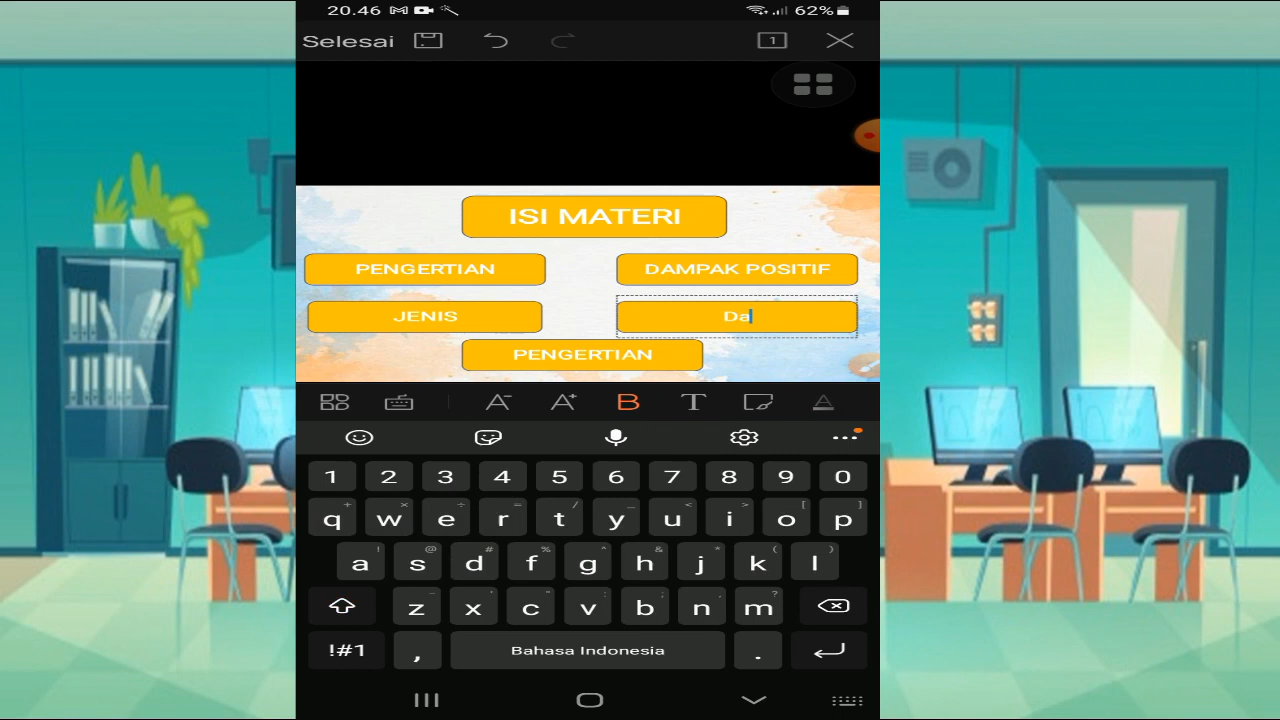 20.46 62%
Selesai 1
ISI MATERI
PENGERTIAN DAMPAK POSITIF
JENIS Da
PENGERTIAN
A- A+ B T A
1 2 3 4 5 6 7 8 9 0
q w e r t y u i o p
a s d f g h j k l
z x c v b n m
!#1 , Bahasa Indonesia .